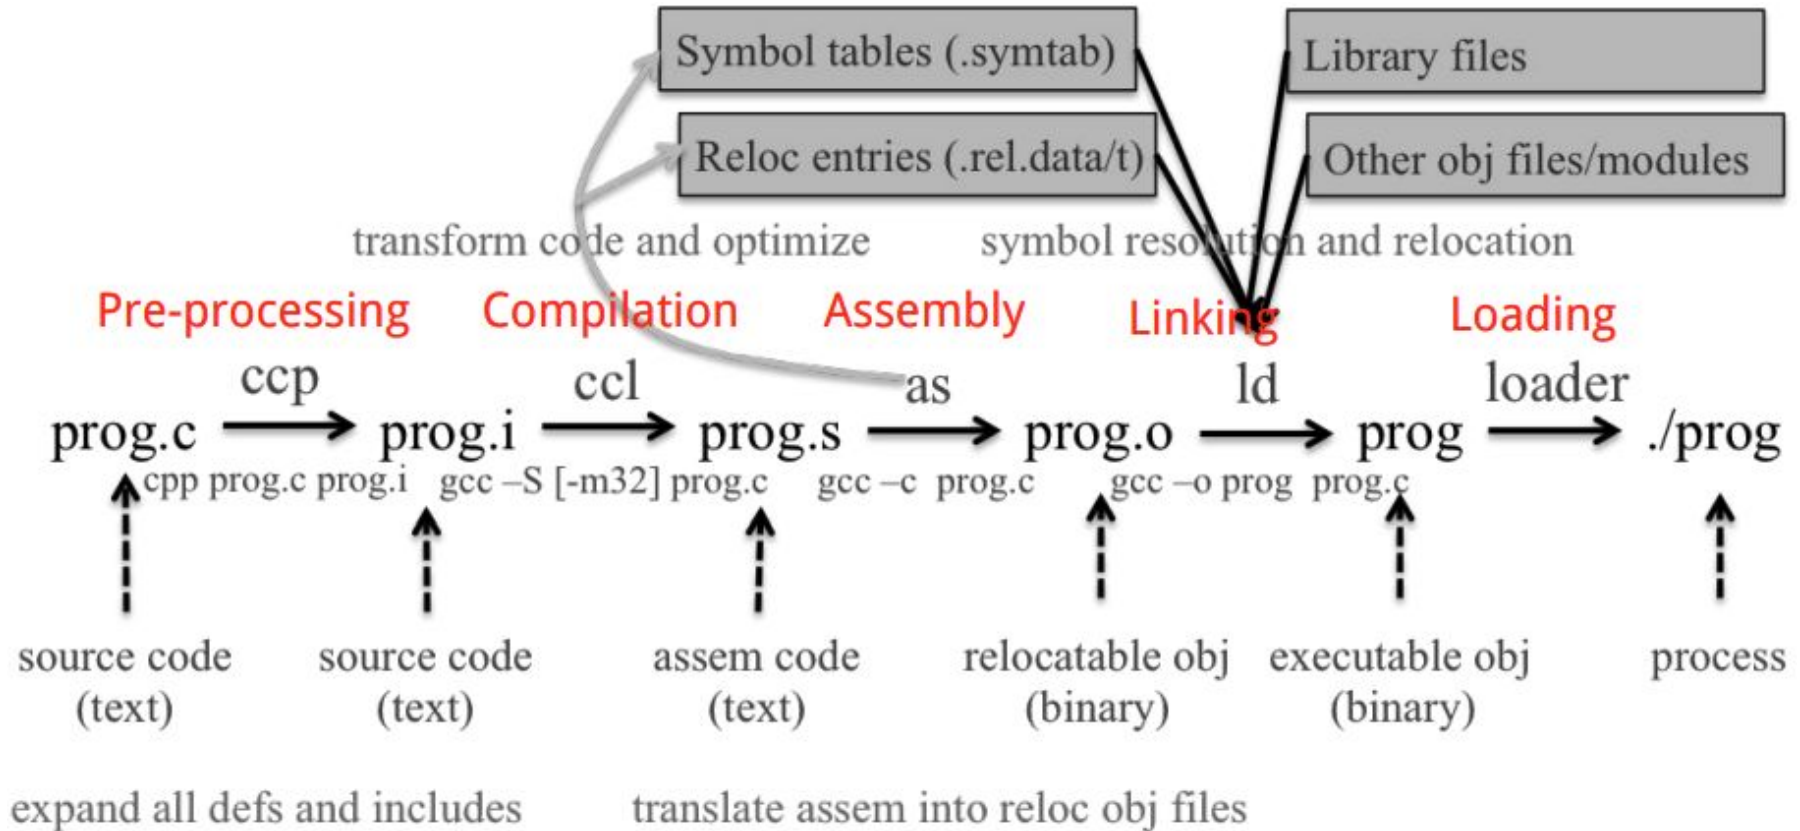 Symbol tables (.symtab)
Library files
Reloc entries (.rel.data/t)
Other obj files/modules
transform code and optimize
symbol resolution and relocation
Pre-processing
Compilation
Assembly
Linking
Loading
ccp
ccl
as
ld
loader
prog.c
prog.i
prog.s
prog.o
prog
./prog
cpp prog.c prog.i
gcc –S [-m32] prog.c
gcc –c prog.c
gcc –o prog prog.c
source code
(text)
source code
(text)
assem code
(text)
relocatable obj
(binary)
executable obj
(binary)
process
expand all defs and includes
translate assem into reloc obj files